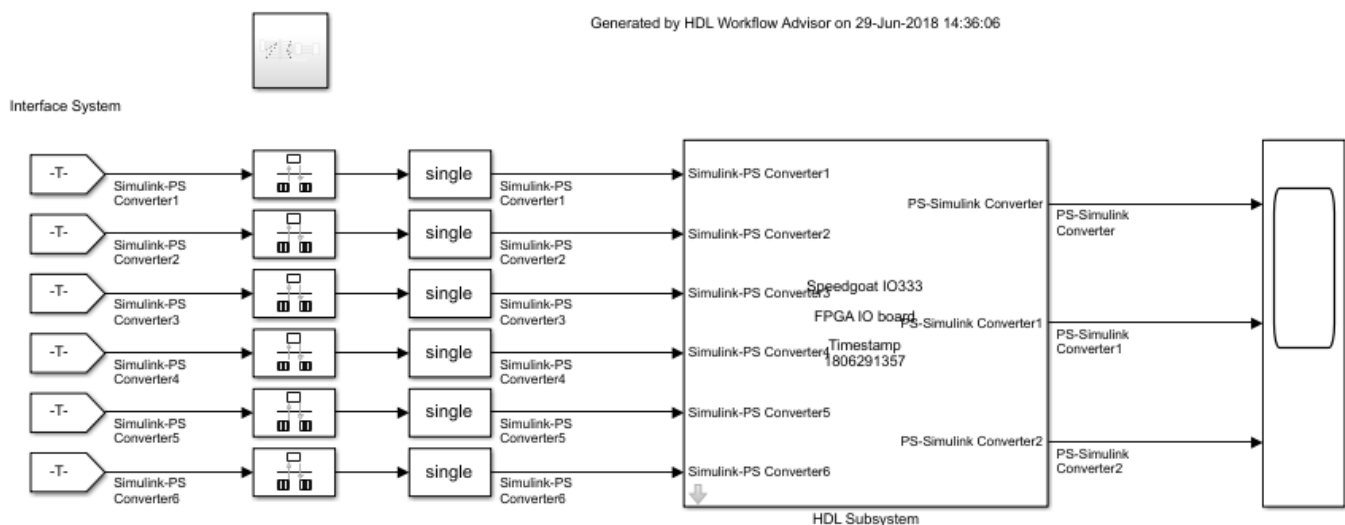 Generated by HDL Workflow Advisor on 29-Jun-2018 14:36:06
Interface System
-T-
Simulink-PS
Converter1
single
Simulink-PS
Converter1
Simulink-PS Converter1
-T-
Simulink-PS
Converter2
single
Simulink-PS
Converter2
Simulink-PS Converter2
-T-
Simulink-PS
Converter3
single
Simulink-PS
Converter3
Simulink-PS Converter3
-T-
Simulink-PS
Converter4
single
Simulink-PS
Converter4
Simulink-PS Converter4
-T-
Simulink-PS
Converter5
single
Simulink-PS
Converter5
Simulink-PS Converter5
-T-
Simulink-PS
Converter6
single
Simulink-PS
Converter6
Simulink-PS Converter6
Speedgoat IO333
FPGA IO board
Timestamp
1806291357
PS-Simulink Converter
PS-Simulink
Converter
PS-Simulink Converter1
PS-Simulink
Converter1
PS-Simulink Converter2
PS-Simulink
Converter2
HDL Subsystem